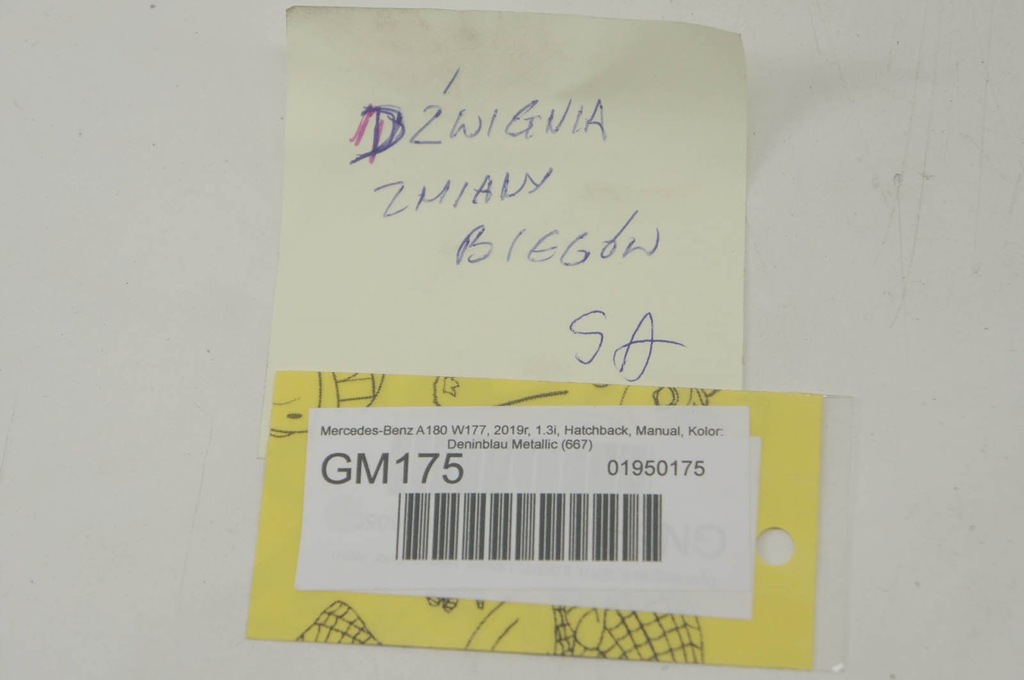 DŹWIGNIA
ZMIANY
BIEGÓW
SA
Mercedes-Benz A180 W177, 2019r, 1.3i, Hatchback, Manual, Kolor:
Deninblau Metallic (667)
GM175 01950175